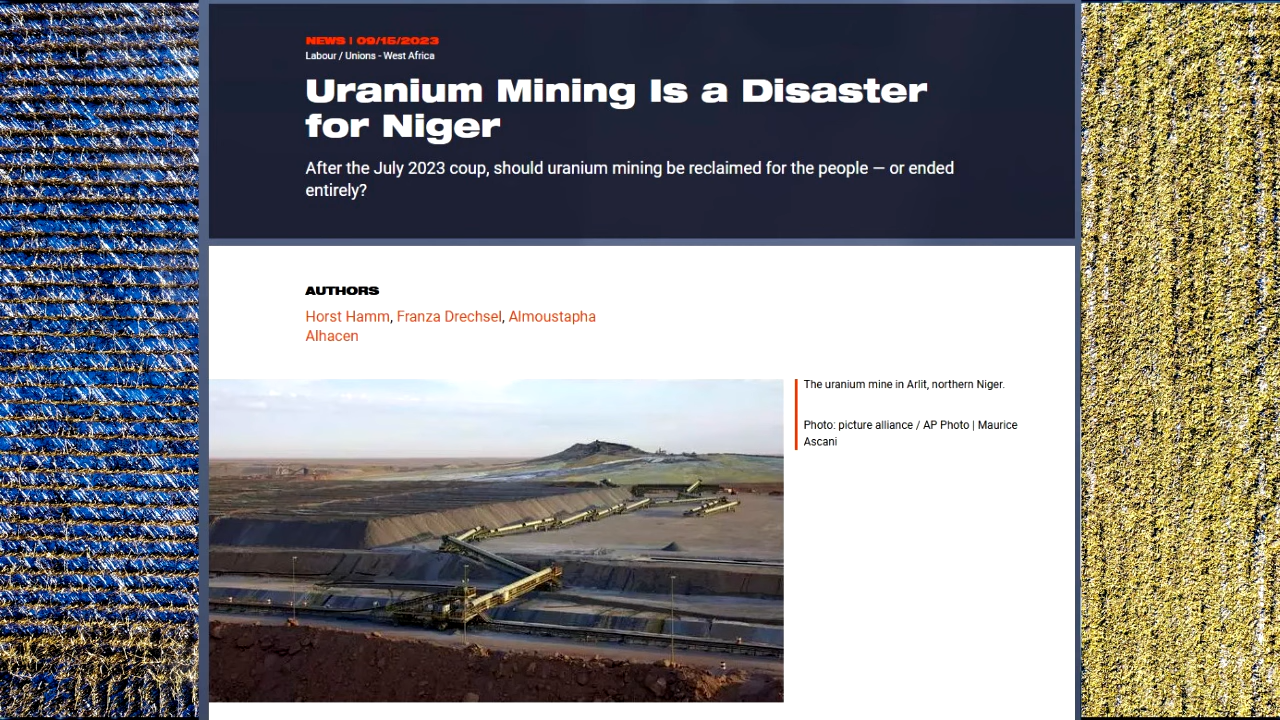 NEWS | 09/15/2023
Labour / Unions - West Africa
Uranium Mining Is a Disaster
for Niger
After the July 2023 coup, should uranium mining be reclaimed for the people — or ended
entirely?
AUTHORS
Horst Hamm, Franza Drechsel, Almoustapha
Alhacen
The uranium mine in Arlit, northern Niger.
Photo: picture alliance / AP Photo | Maurice
Ascani